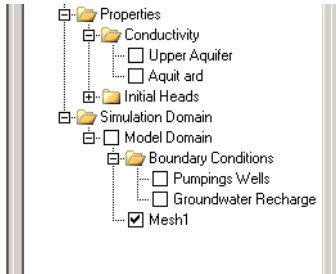 Properties
Conductivity
Upper Aquifer
Aquit ard
Initial Heads
Simulation Domain
Model Domain
Boundary Conditions
Pumpings Wells
Groundwater Recharge
Mesh1